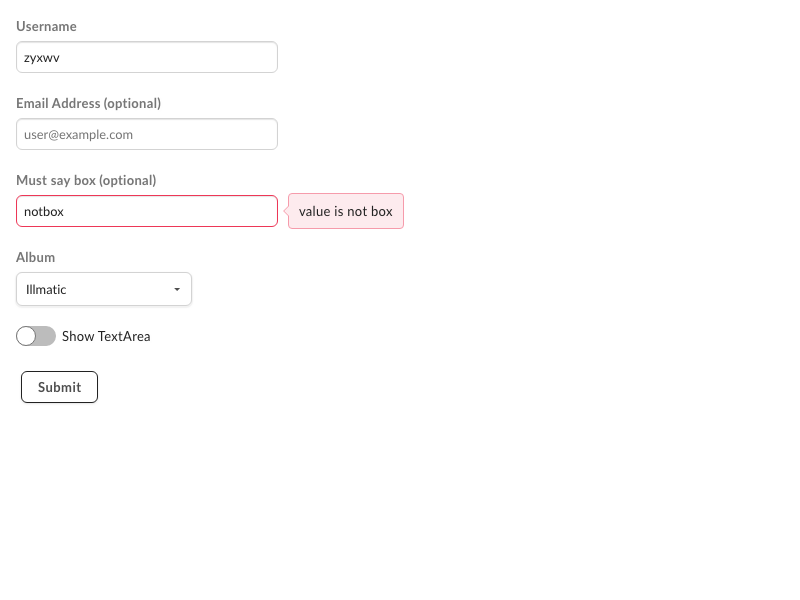 Username
zyxwv
Email Address (optional)
user@example.com
Must say box (optional)
notbox
value is not box
Album
Illmatic
Show TextArea
Submit